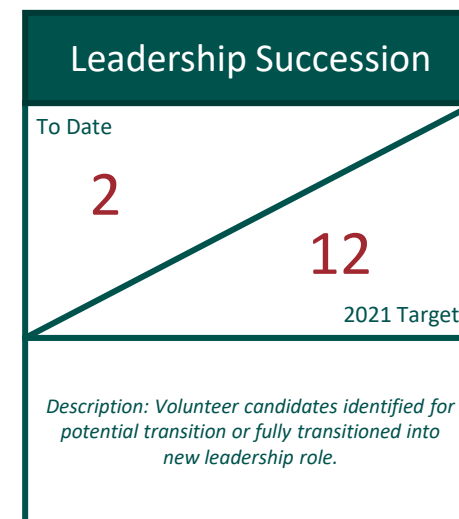 Leadership Succession
To Date
2
12
2021 Target
Description: Volunteer candidates identified for
potential transition or fully transitioned into
new leadership role.